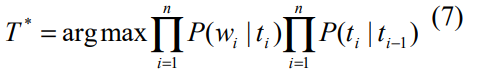 T* = arg max ∏_{i=1}^{n} P(w_i | t_i) ∏_{i=1}^{n} P(t_i | t_{i-1}) (7)